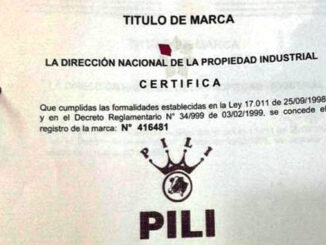 TITULO DE MARCA
LA DIRECCIÓN NACIONAL DE LA PROPIEDAD INDUSTRIAL
CERTIFICA
Que cumplidas las formalidades establecidas en la Ley 17.011 de 25/09/1998
y en el Decreto Reglamentario N° 34/999 de 03/02/1999, se concede el
registro de la marca: N° 416481
PILI
PILI